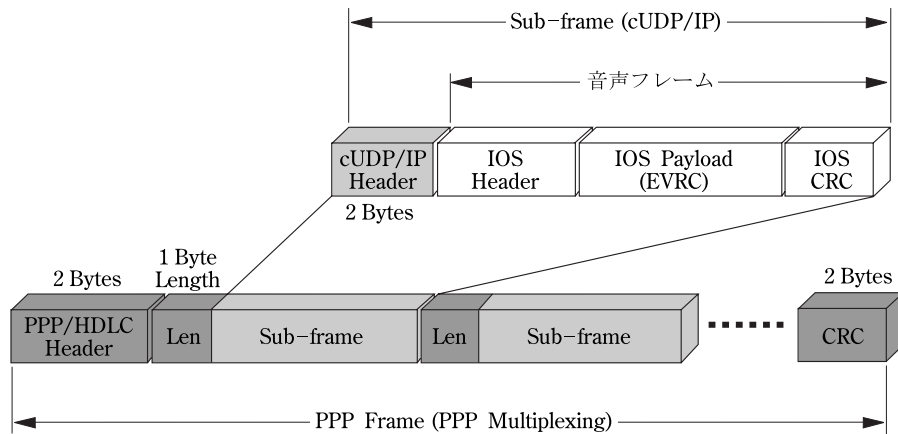 Sub-frame (cUDP/IP)
音声フレーム
cUDP/IP
Header
IOS
Header
IOS Payload
(EVRC)
IOS
CRC
2 Bytes
2 Bytes
1 Byte
Length
2 Bytes
PPP/HDLC
Header
Len
Sub-frame
Len
Sub-frame
CRC
PPP Frame (PPP Multiplexing)